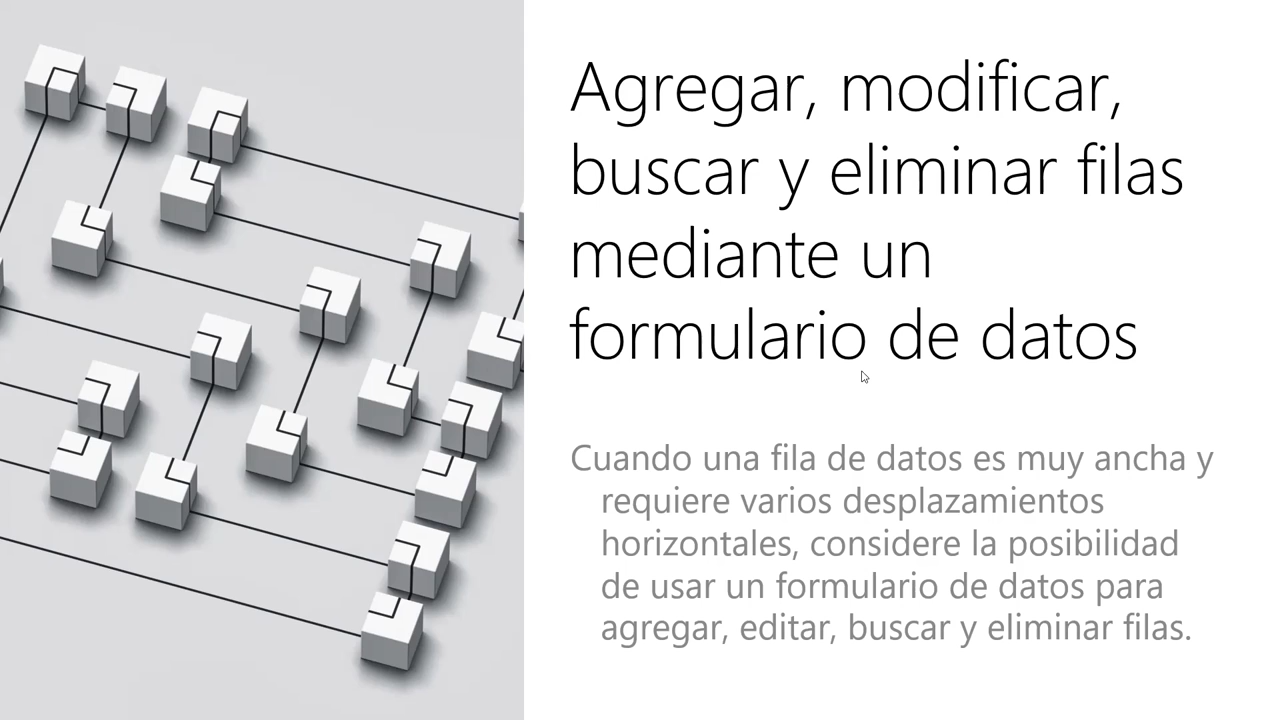 Agregar, modificar,
buscar y eliminar filas
mediante un
formulario de datos
Cuando una fila de datos es muy ancha y
requiere varios desplazamientos
horizontales, considere la posibilidad
de usar un formulario de datos para
agregar, editar, buscar y eliminar filas.